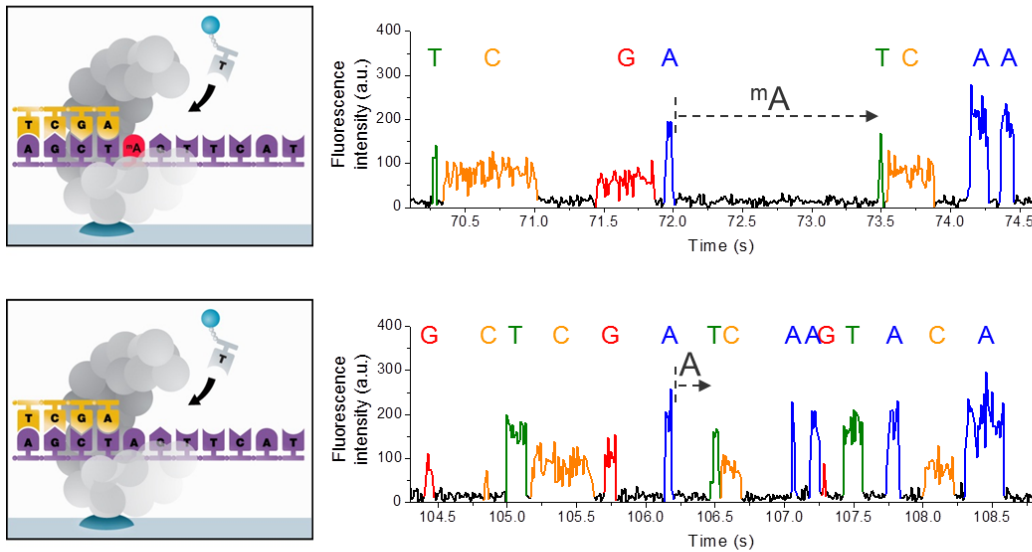 T
T C G A
A G C T mA G T T C A T
400
300
200
100
0
Fluorescence
intensity (a.u.)
T C G A T C A A
mA
70.5 71.0 71.5 72.0 72.5 73.0 73.5 74.0 74.5
Time (s)
T
T C G A
A G C T A G T T C A T
400
300
200
100
0
Fluorescence
intensity (a.u.)
G C T C G A T C A A G T A C A
A
104.5 105.0 105.5 106.0 106.5 107.0 107.5 108.0 108.5
Time (s)